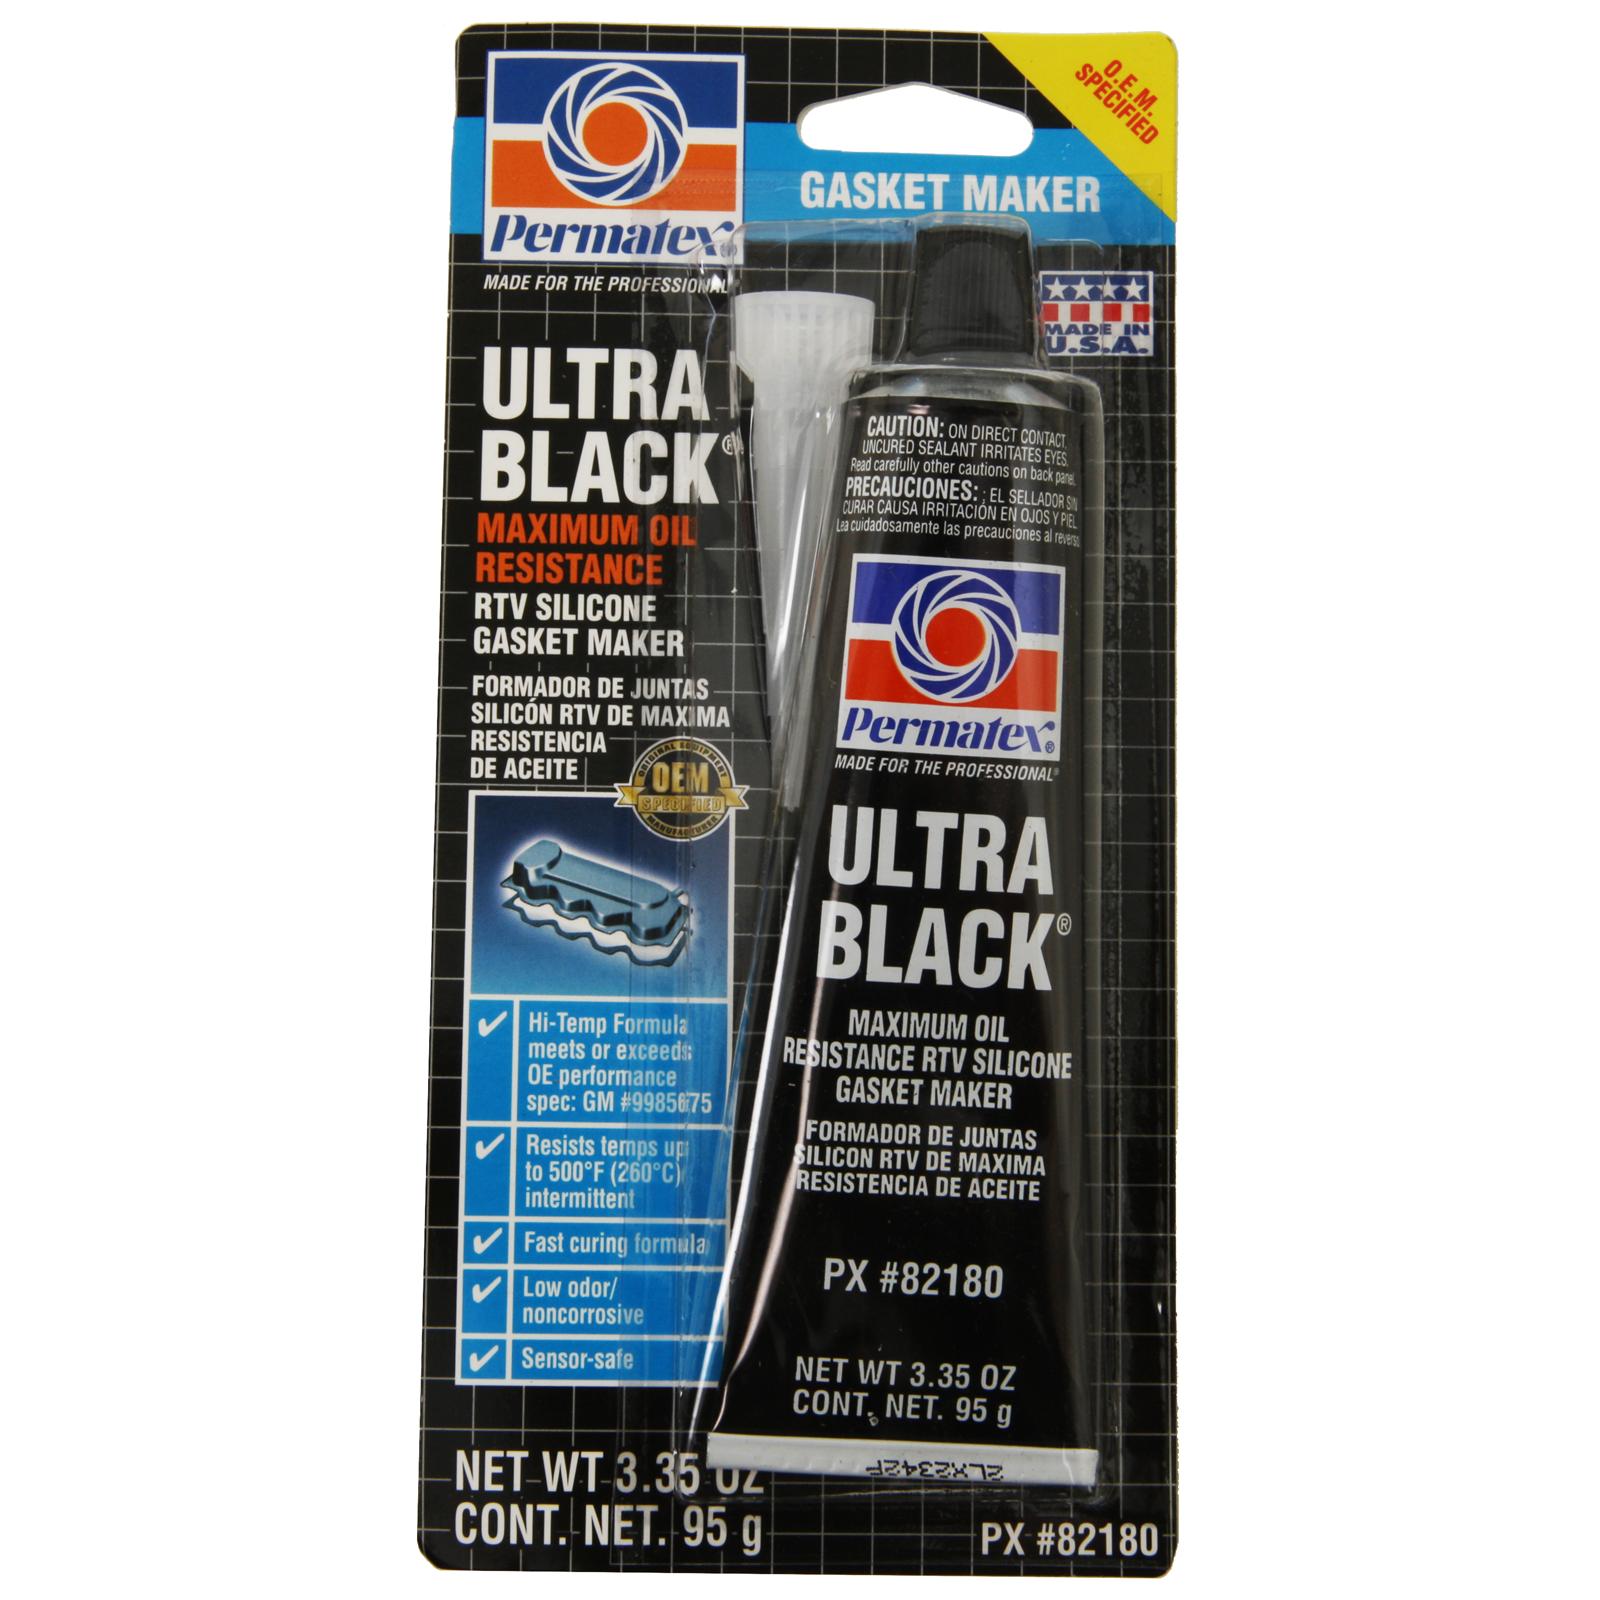 O.E.M.
SPECIFIED
GASKET MAKER
Permatex
MADE FOR THE PROFESSIONAL
MADE IN
U.S.A.
ULTRA
BLACK®
MAXIMUM OIL
RESISTANCE
RTV SILICONE
GASKET MAKER
FORMADOR DE JUNTAS
SILICÓN RTV DE MAXIMA
RESISTENCIA
DE ACEITE
ORIGINAL EQUIPMENT
OEM
SPECIFIED
MANUFACTURER
✔ Hi-Temp Formula
meets or exceeds
OE performance
spec: GM #9985675
✔ Resists temps up
to 500°F (260°C)
intermittent
✔ Fast curing formula
✔ Low odor/
noncorrosive
✔ Sensor-safe
NET WT 3.35 OZ
CONT. NET. 95 g
PX #82180
CAUTION: ON DIRECT CONTACT,
UNCURED SEALANT IRRITATES EYES.
Read carefully other cautions on back panel.
PRECAUCIONES: ; EL SELLADOR SIN
CURAR CAUSA IRRITACIÓN EN OJOS Y PIEL.
Lea cuidadosamente las precauciones al reverso
Permatex®
MADE FOR THE PROFESSIONAL®
ULTRA
BLACK®
MAXIMUM OIL
RESISTANCE RTV SILICONE
GASKET MAKER
FORMADOR DE JUNTAS
SILICON RTV DE MAXIMA
RESISTENCIA DE ACEITE
PX #82180
NET WT 3.35 OZ
CONT. NET. 95 g
2LX2342F